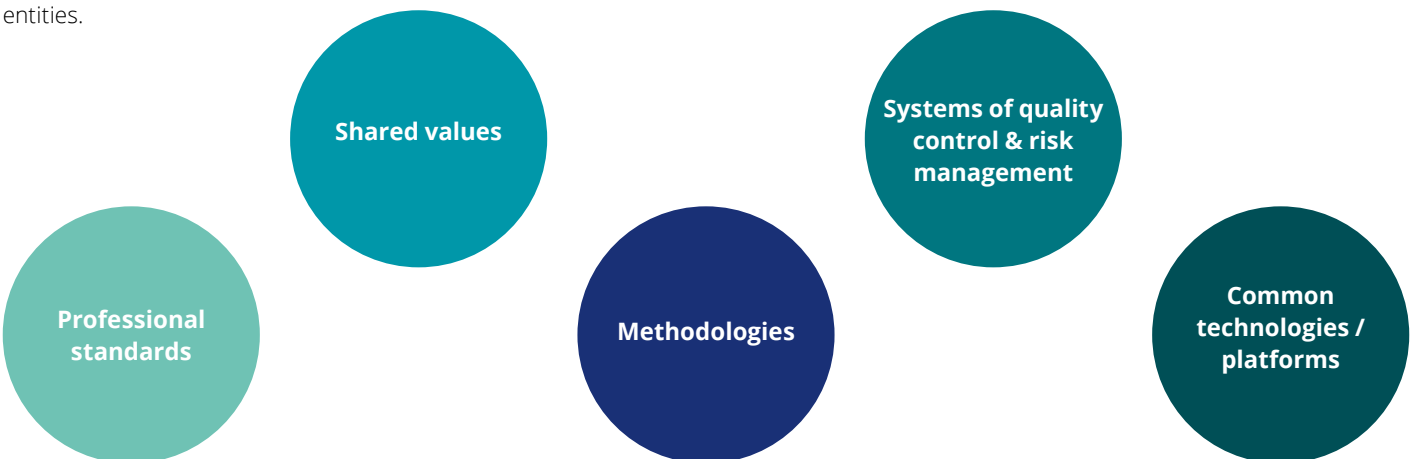 entities.
Shared values
Systems of quality
control & risk
management
Professional
standards
Methodologies
Common
technologies /
platforms